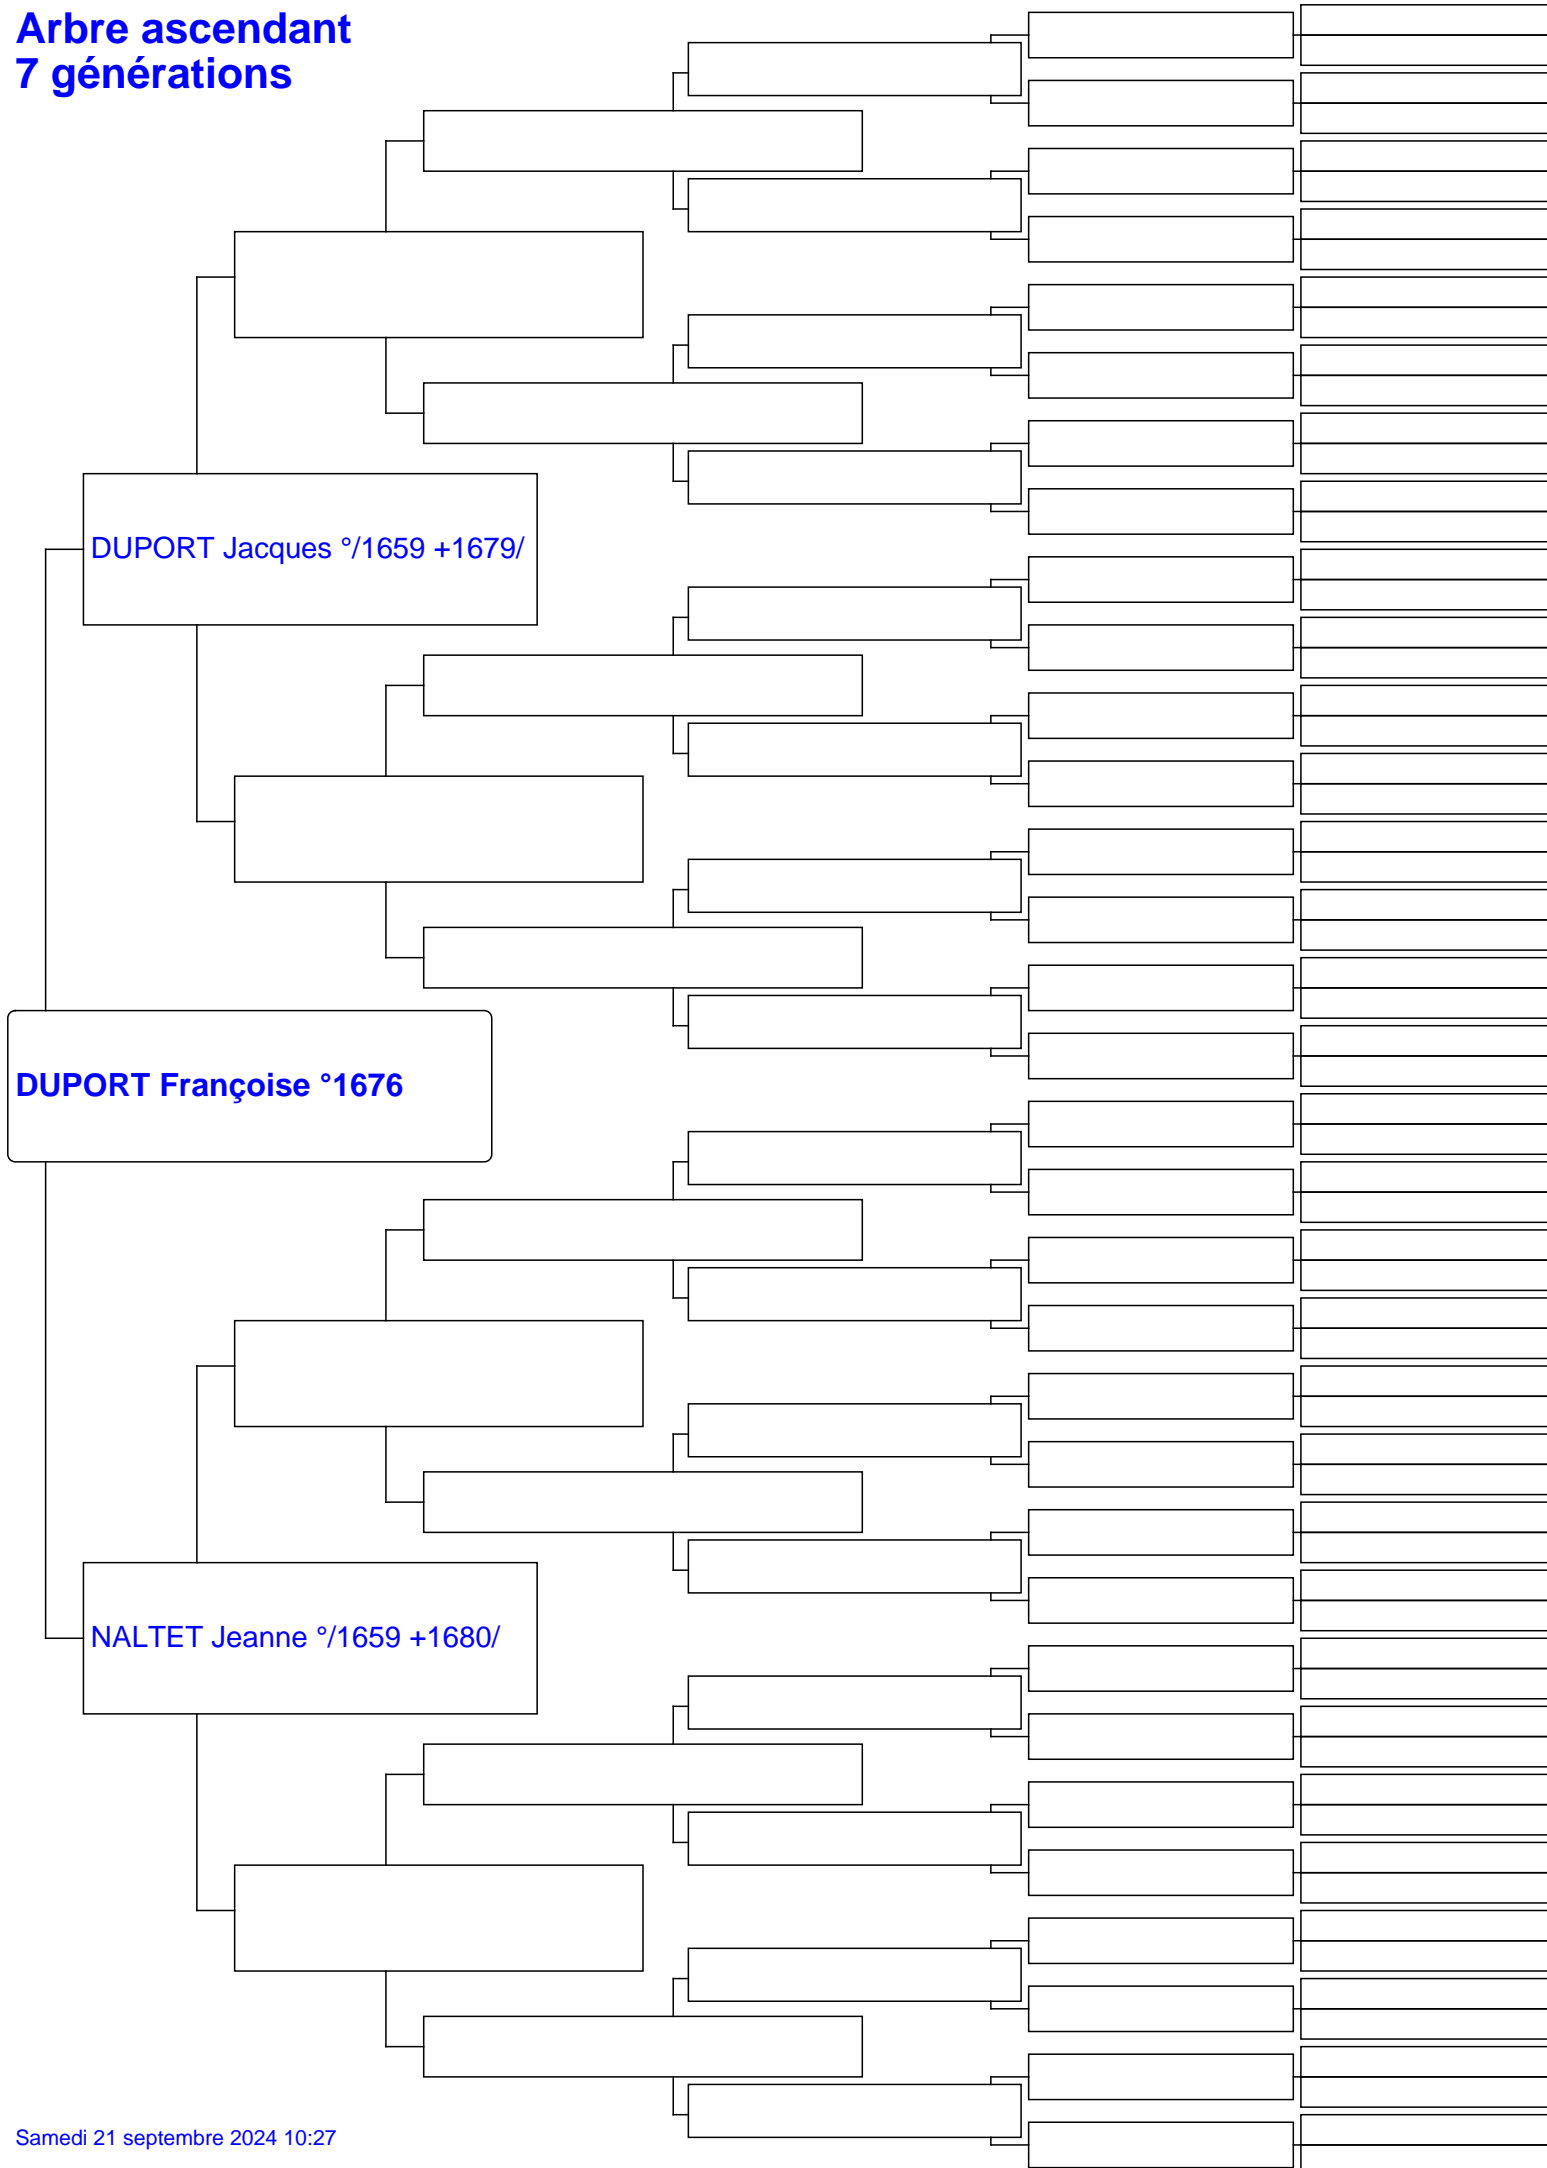 Arbre ascendant
7 générations
DUPORT Jacques °/1659 +1679/
DUPORT Françoise °1676
NALTET Jeanne °/1659 +1680/
Samedi 21 septembre 2024 10:27